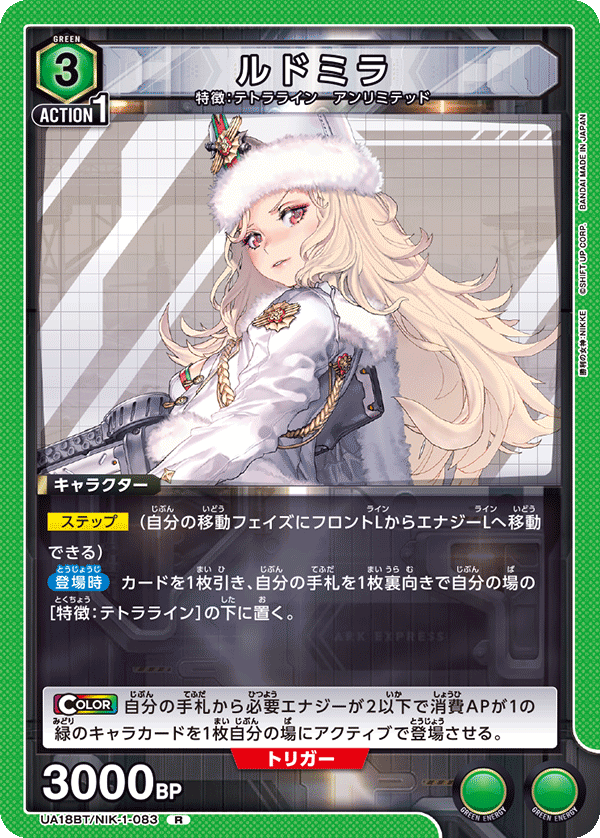 GREEN
3
ACTION 1
ルドミラ
特徴:テトラライン アンリミテッド
BANDAI MADE IN JAPAN
©SHIFT UP CORP.
勝利の女神:NIKKE
キャラクター
ステップ (自分の移動フェイズにフロントLからエナジーLへ移動
できる)
登場時 カードを1枚引き、自分の手札を1枚裏向きで自分の場の
[特徴:テトラライン]の下に置く。
ARK EXPRESS
COLOR 自分の手札から必要エナジーが2以下で消費APが1の
緑のキャラカードを1枚自分の場にアクティブで登場させる。
トリガー
3000BP
GREEN ENERGY
GREEN ENERGY
UA18BT/NIK-1-083 R